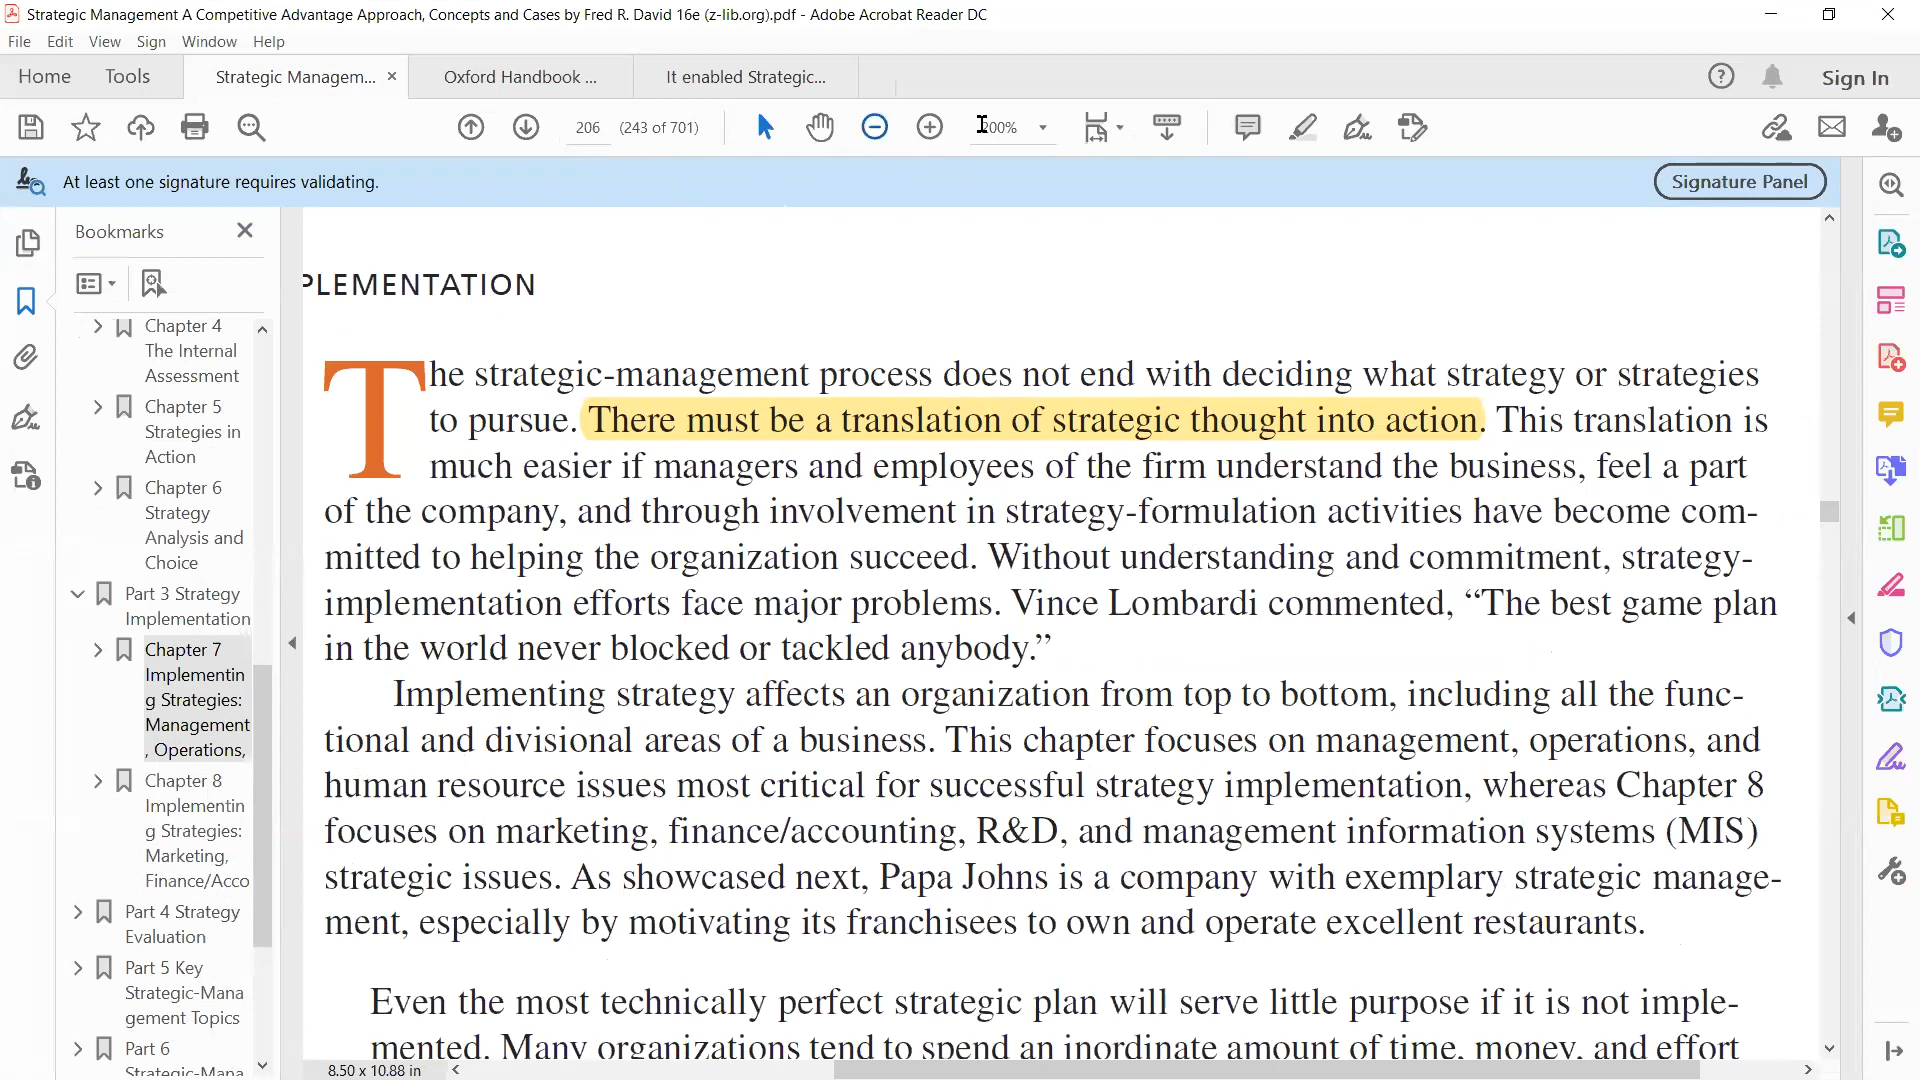 Strategic Management A Competitive Advantage Approach, Concepts and Cases by Fred R. David 16e (z-lib.org).pdf - Adobe Acrobat Reader DC
File Edit View Sign Window Help
Home Tools Strategic Managem... × Oxford Handbook ... It enabled Strategic... Sign In
206 (243 of 701) 200%
At least one signature requires validating. Signature Panel
Bookmarks
Chapter 4
The Internal
Assessment
Chapter 5
Strategies in
Action
Chapter 6
Strategy
Analysis and
Choice
Part 3 Strategy
Implementation
Chapter 7
Implementin
g Strategies:
Management
, Operations,
Chapter 8
Implementin
g Strategies:
Marketing,
Finance/Acco
Part 4 Strategy
Evaluation
Part 5 Key
Strategic-Mana
gement Topics
Part 6
Strategic-Mana
PLEMENTATION
The strategic-management process does not end with deciding what strategy or strategies
to pursue. There must be a translation of strategic thought into action. This translation is
much easier if managers and employees of the firm understand the business, feel a part
of the company, and through involvement in strategy-formulation activities have become com-
mitted to helping the organization succeed. Without understanding and commitment, strategy-
implementation efforts face major problems. Vince Lombardi commented, “The best game plan
in the world never blocked or tackled anybody.”
Implementing strategy affects an organization from top to bottom, including all the func-
tional and divisional areas of a business. This chapter focuses on management, operations, and
human resource issues most critical for successful strategy implementation, whereas Chapter 8
focuses on marketing, finance/accounting, R&D, and management information systems (MIS)
strategic issues. As showcased next, Papa Johns is a company with exemplary strategic manage-
ment, especially by motivating its franchisees to own and operate excellent restaurants.
Even the most technically perfect strategic plan will serve little purpose if it is not imple-
mented. Many organizations tend to spend an inordinate amount of time, money, and effort
8.50 x 10.88 in